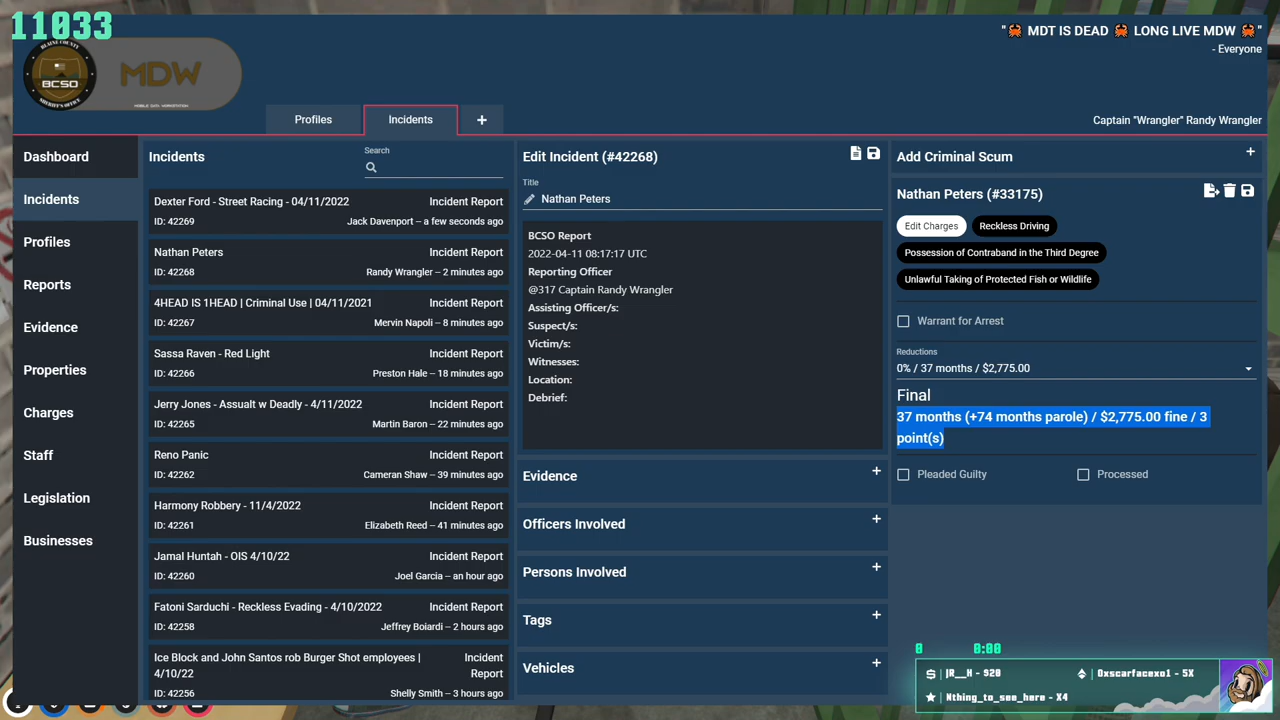 11033
BLAINE COUNTY
BCSO
SHERIFF'S OFFICE
MDW
MOBILE DATA WORKSTATION
" 🦀 MDT IS DEAD 🦀 LONG LIVE MDW 🦀 "
- Everyone
Profiles
Incidents
+
Captain "Wrangler" Randy Wrangler
Dashboard
Incidents
Profiles
Reports
Evidence
Properties
Charges
Staff
Legislation
Businesses
Incidents
Search
Dexter Ford - Street Racing - 04/11/2022 Incident Report
ID: 42269 Jack Davenport – a few seconds ago
Nathan Peters Incident Report
ID: 42268 Randy Wrangler – 2 minutes ago
4HEAD IS 1HEAD | Criminal Use | 04/11/2021 Incident Report
ID: 42267 Mervin Napoli – 8 minutes ago
Sassa Raven - Red Light Incident Report
ID: 42266 Preston Hale – 18 minutes ago
Jerry Jones - Assualt w Deadly - 4/11/2022 Incident Report
ID: 42265 Martin Baron – 22 minutes ago
Reno Panic Incident Report
ID: 42262 Cameran Shaw – 39 minutes ago
Harmony Robbery - 11/4/2022 Incident Report
ID: 42261 Elizabeth Reed – 41 minutes ago
Jamal Huntah - OIS 4/10/22 Incident Report
ID: 42260 Joel Garcia – an hour ago
Fatoni Sarduchi - Reckless Evading - 4/10/2022 Incident Report
ID: 42258 Jeffrey Boiardi – 2 hours ago
Ice Block and John Santos rob Burger Shot employees | Incident
4/10/22 Report
ID: 42256 Shelly Smith – 3 hours ago
Edit Incident (#42268)
Title
Nathan Peters
BCSO Report
2022-04-11 08:17:17 UTC
Reporting Officer
@317 Captain Randy Wrangler
Assisting Officer/s:
Suspect/s:
Victim/s:
Witnesses:
Location:
Debrief:
Evidence +
Officers Involved +
Persons Involved +
Tags +
Vehicles +
Add Criminal Scum +
Nathan Peters (#33175)
Edit Charges Reckless Driving
Possession of Contraband in the Third Degree
Unlawful Taking of Protected Fish or Wildlife
Warrant for Arrest
Reductions
0% / 37 months / $2,775.00
Final
37 months (+74 months parole) / $2,775.00 fine / 3
point(s)
Pleaded Guilty Processed
0 0:00
jR__H - 920 0xscarfacexo1 - 5X
Nthing_to_see_here - X4